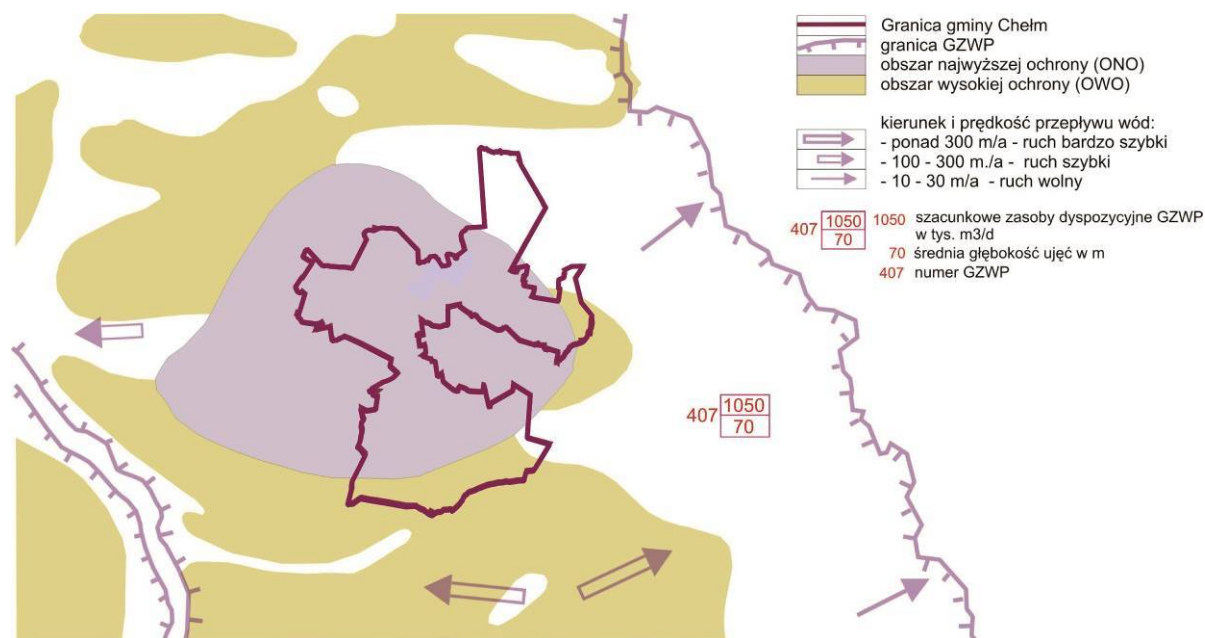 Granica gminy Chełm
granica GZWP
obszar najwyższej ochrony (ONO)
obszar wysokiej ochrony (OWO)
kierunek i prędkość przepływu wód:
- ponad 300 m/a - ruch bardzo szybki
- 100 - 300 m./a - ruch szybki
- 10 - 30 m/a - ruch wolny
407 1050 70
1050 szacunkowe zasoby dyspozycyjne GZWP
w tys. m3/d
70 średnia głębokość ujęć w m
407 numer GZWP
407 1050
70